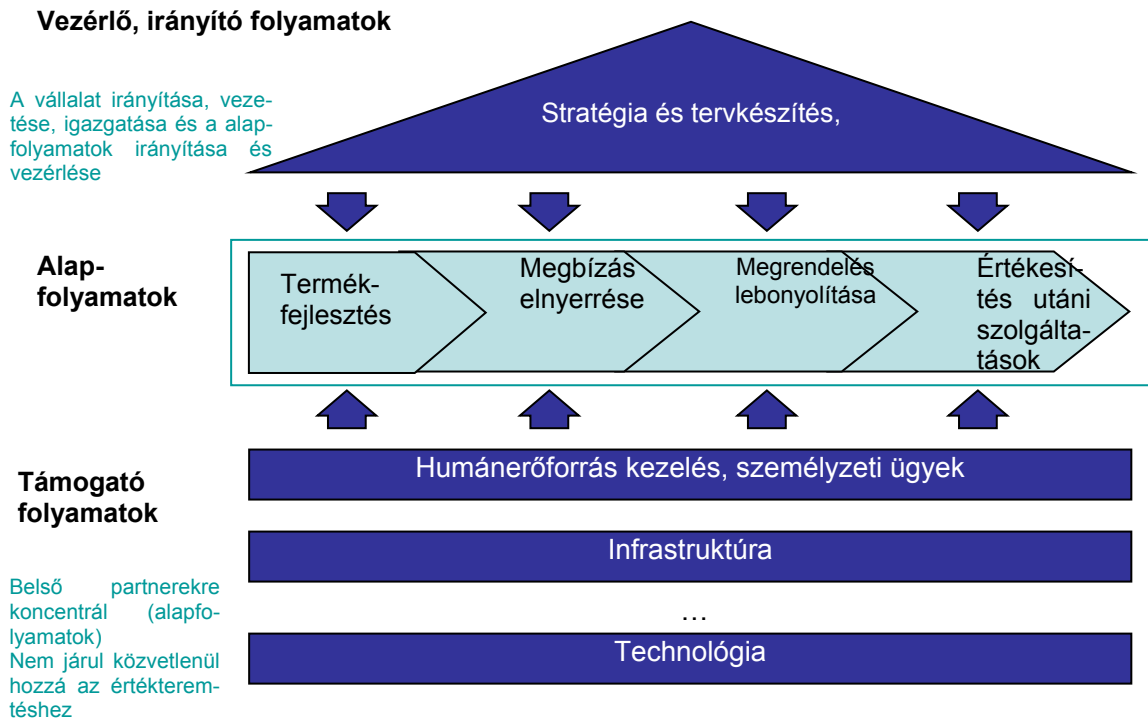 Vezérlő, irányító folyamatok
A vállalat irányítása, veze-
tése, igazgatása és a alap-
folyamatok irányítása és
vezérlése
Stratégia és tervkészítés,
Alap-
folyamatok
Termék-
fejlesztés
Megbízás
elnyerrése
Megrendelés
lebonyolítása
Értékesí-
tés utáni
szolgálta-
tások
Támogató
folyamatok
Humánerőforrás kezelés, személyzeti ügyek
Infrastruktúra
...
Technológia
Belső partnerekre
koncentrál (alapfo-
lyamatok)
Nem járul közvetlenül
hozzá az értékterem-
téshez